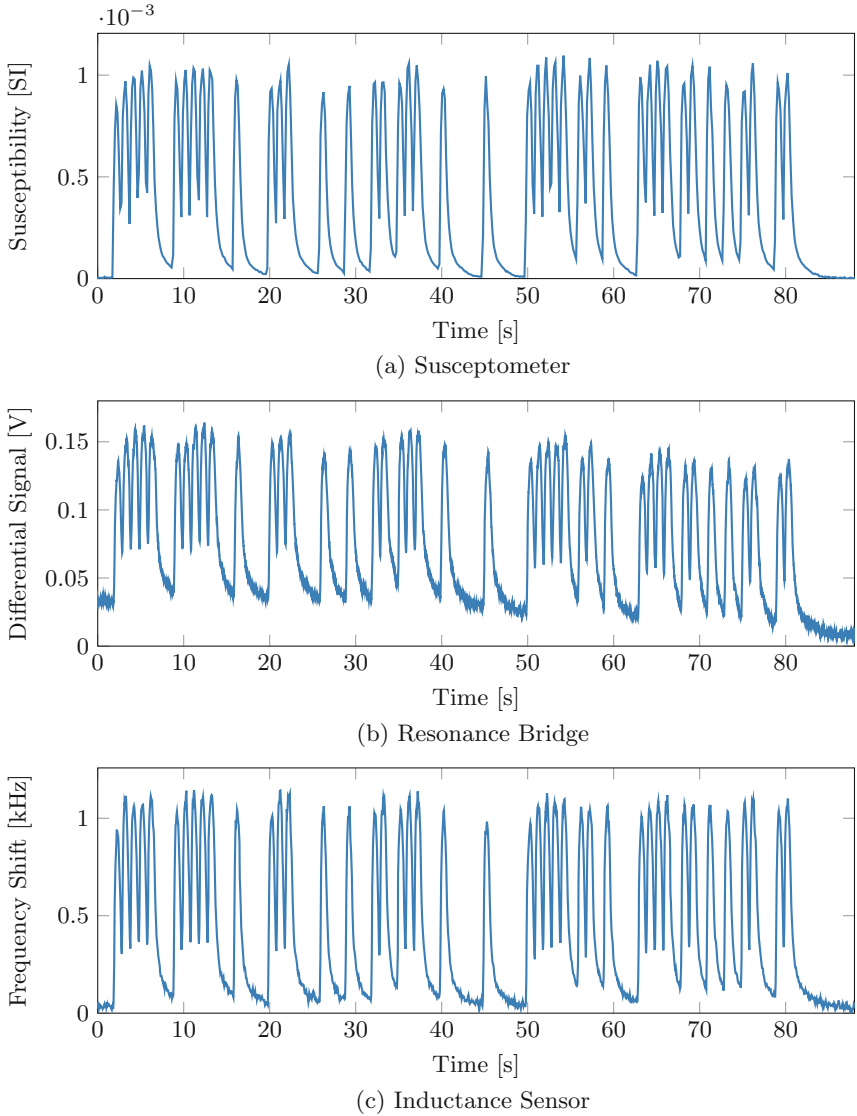 ·10⁻³
1
0.5
0
Susceptibility [SI]
0 10 20 30 40 50 60 70 80
Time [s]
(a) Susceptometer
0.15
0.1
0.05
0
Differential Signal [V]
0 10 20 30 40 50 60 70 80
Time [s]
(b) Resonance Bridge
1
0.5
0
Frequency Shift [kHz]
0 10 20 30 40 50 60 70 80
Time [s]
(c) Inductance Sensor